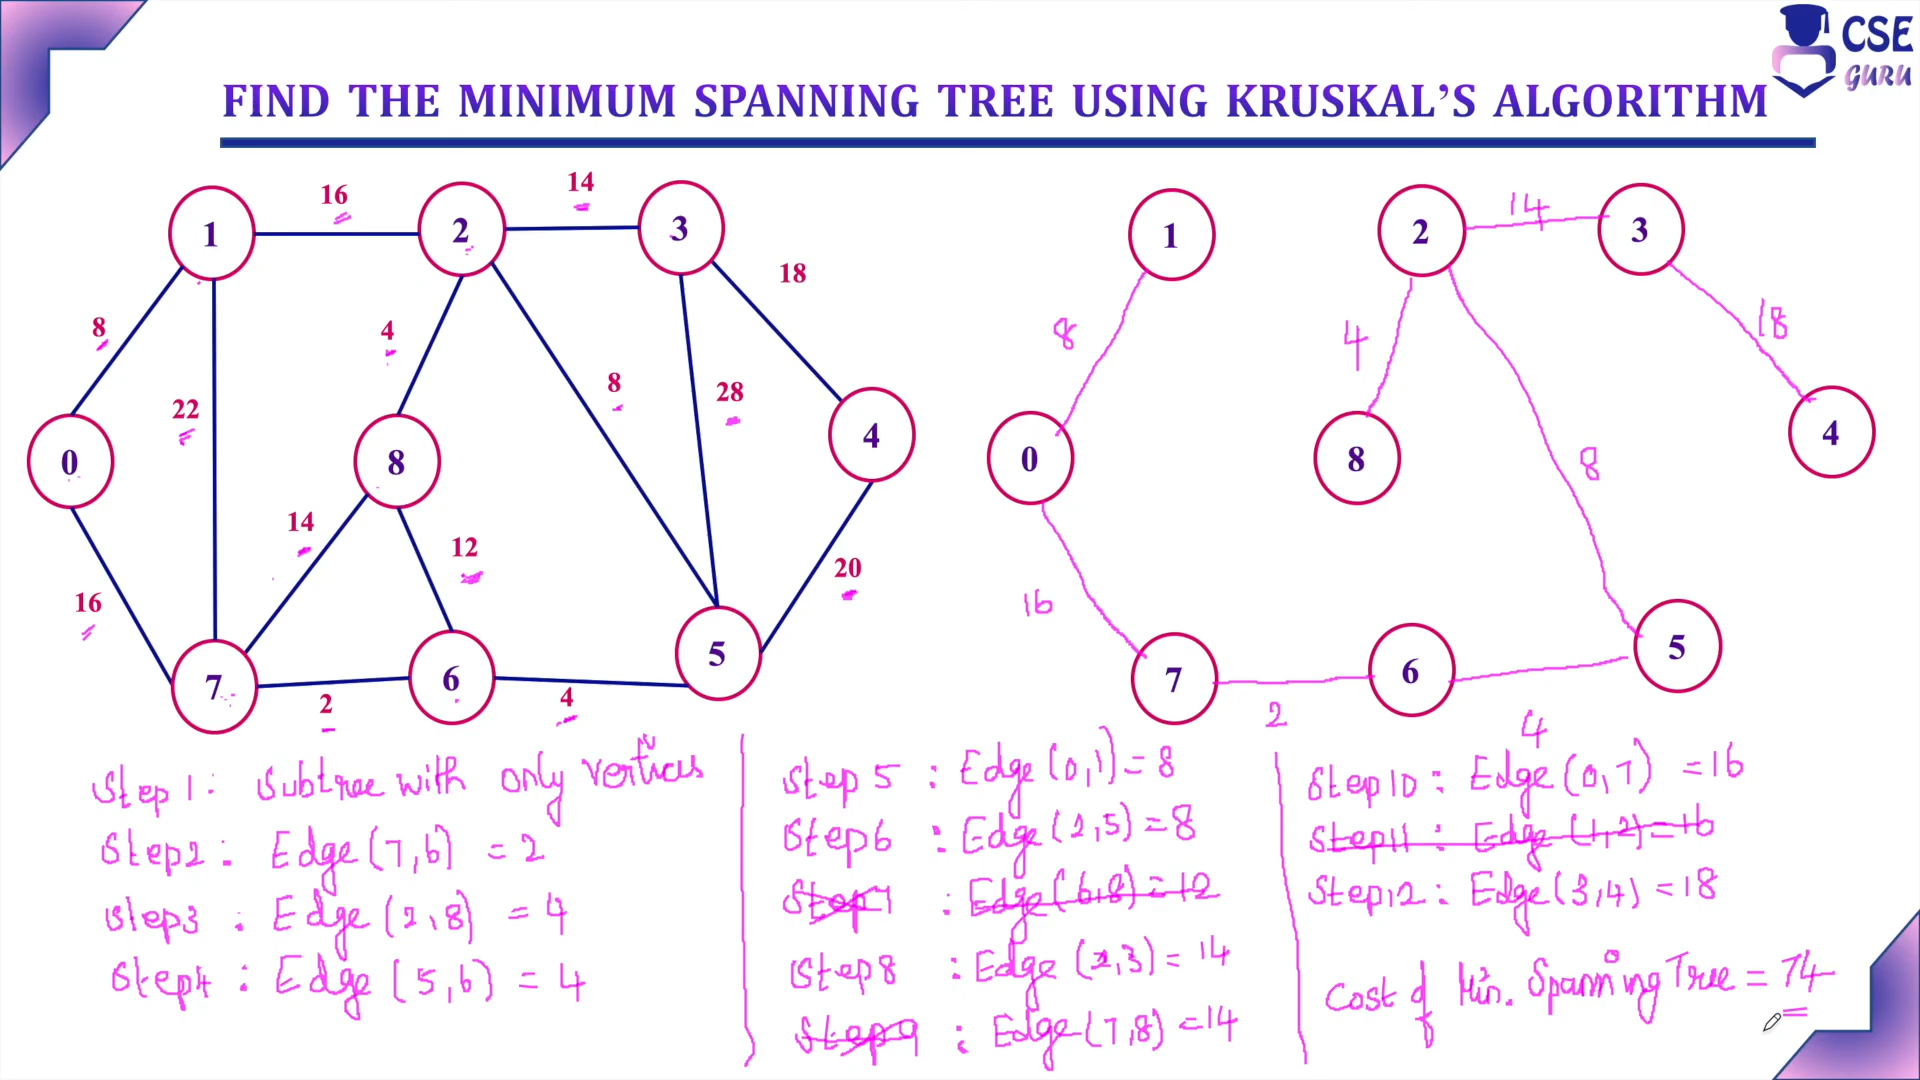 CSE
GURU
FIND THE MINIMUM SPANNING TREE USING KRUSKAL’S ALGORITHM
16
14
1
2
3
18
8
4
22
8
28
4
0
8
14
12
20
16
7
6
5
2
4
14
1
2
3
8
4
18
0
8
4
8
16
7
6
5
2
4
Step 1: Subtree with only vertices
Step2: Edge(7,6) = 2
Step3 : Edge(2,8) = 4
Step4 : Edge(5,6) = 4
Step 5 : Edge(0,1) = 8
Step6 : Edge(2,5) = 8
Step7 : Edge(6,8) = 12
Step8 : Edge(2,3) = 14
Step9 : Edge(7,8) = 14
Step10 : Edge(0,7) = 16
Step11 : Edge(1,2) = 16
Step12 : Edge(3,4) = 18
Cost of Min. Spanning Tree = 74